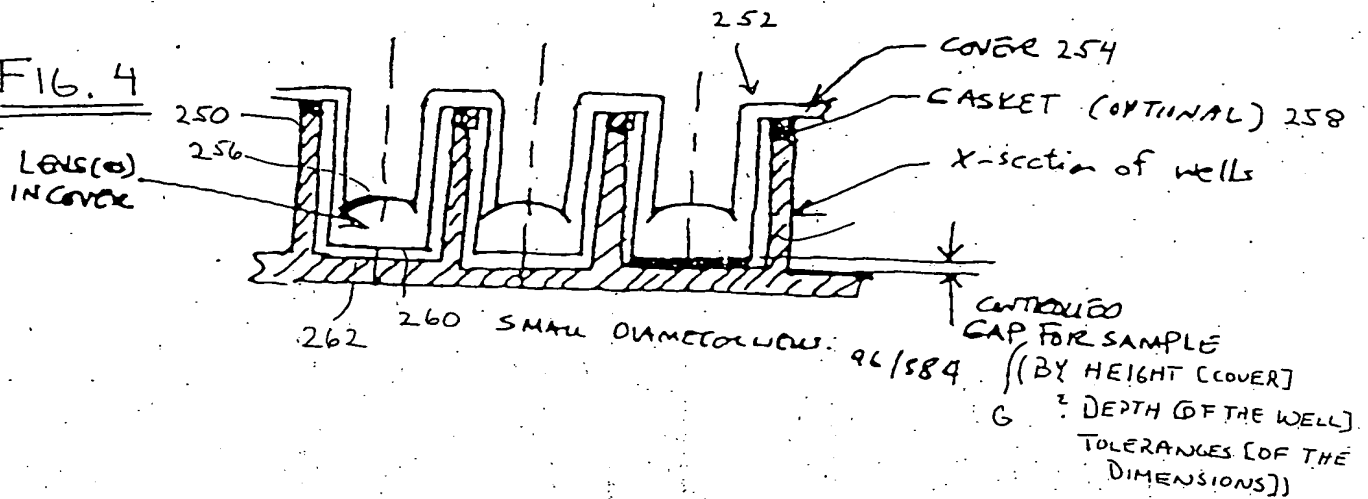 FIG. 4
252
COVER 254
GASKET (OPTIONAL) 258
X-section of wells
250
256
LENS(ES)
IN COVER
262
260
SMALL DIAMETER WELLS.
96/384
CONTROLLED
GAP FOR SAMPLE
(BY HEIGHT [COVER]
G
& DEPTH [OF THE WELL]
TOLERANCES [OF THE
DIMENSIONS])